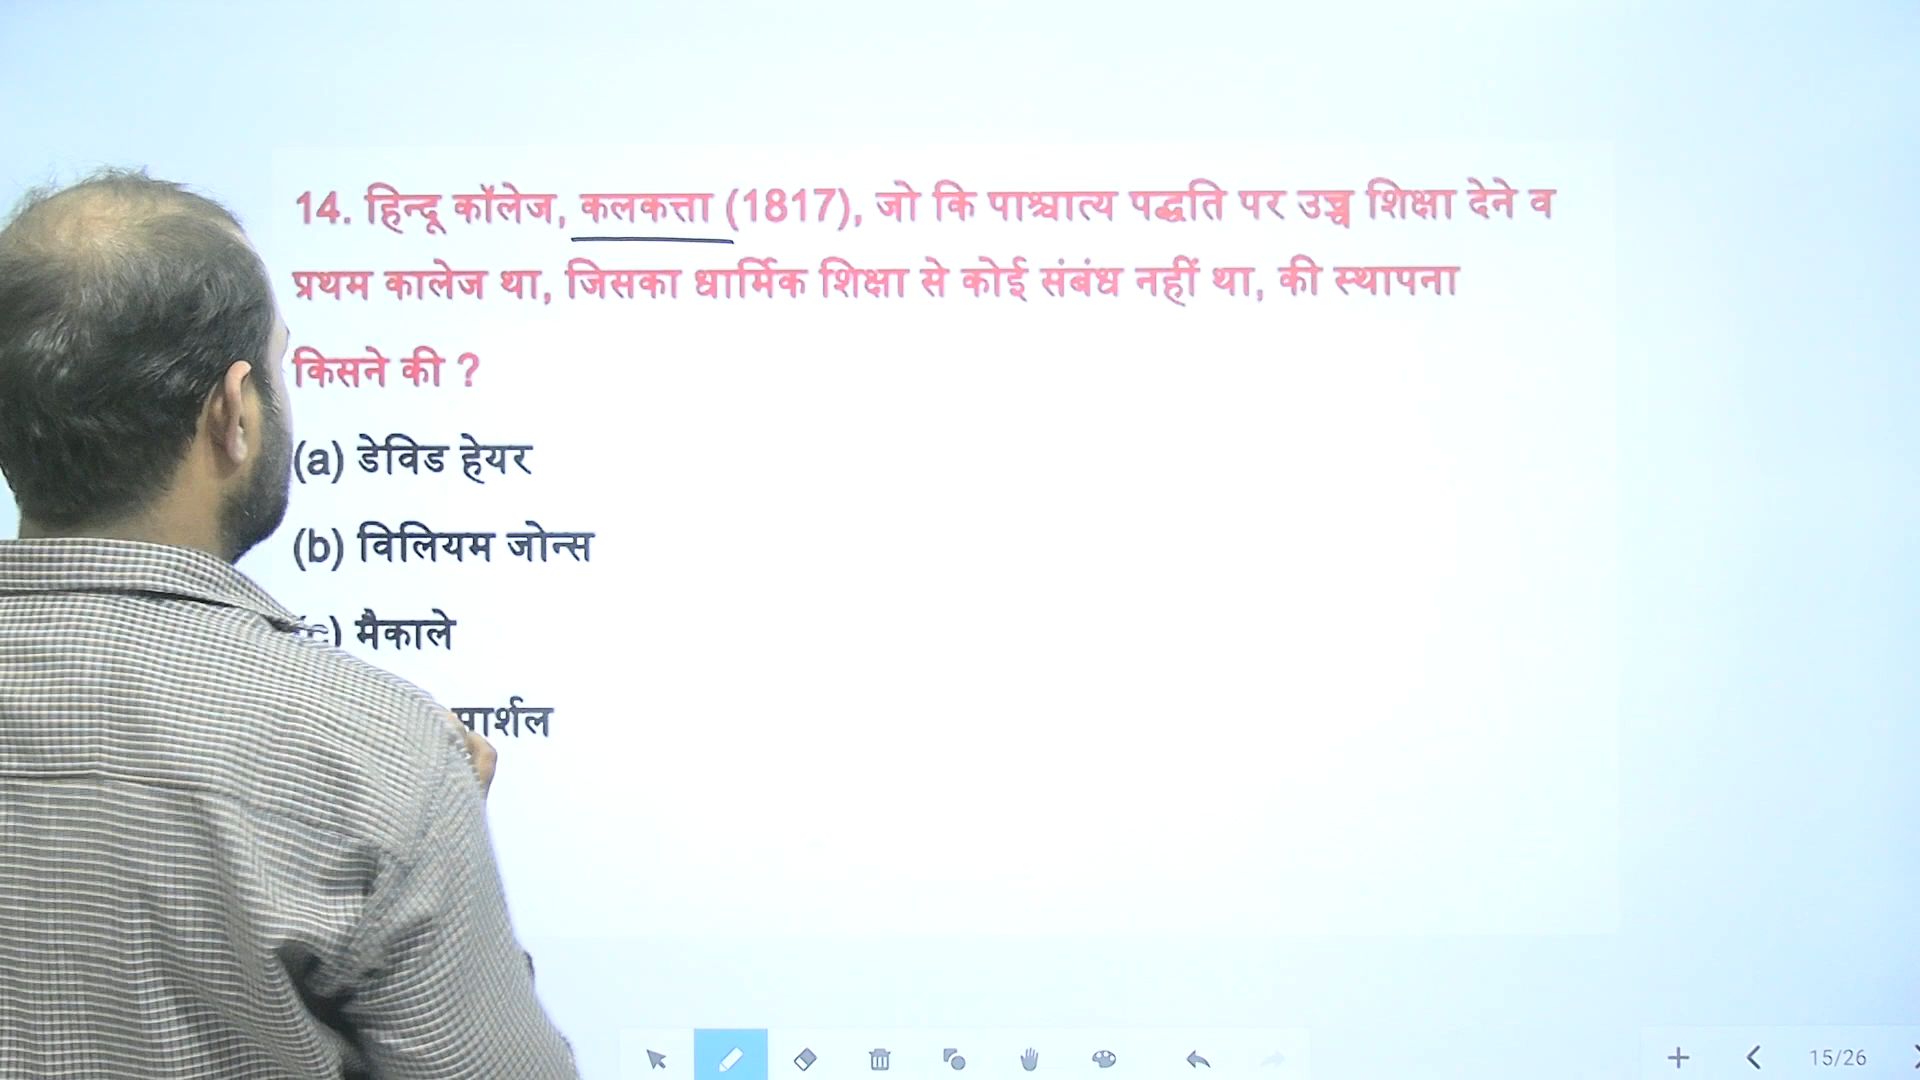 14. हिन्दू कॉलेज, कलकत्ता (1817), जो कि पाश्चात्य पद्धति पर उच्च शिक्षा देने व
प्रथम कालेज था, जिसका धार्मिक शिक्षा से कोई संबंध नहीं था, की स्थापना
किसने की ?
(a) डेविड हेयर
(b) विलियम जोन्स
(c) मैकाले
मार्शल
15/26